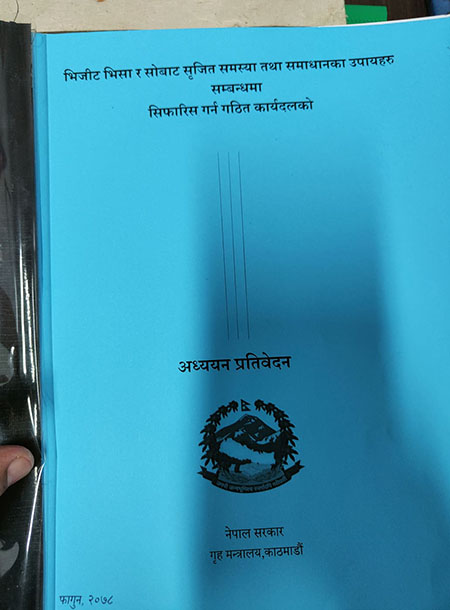 भिजीट भिसा र सोबाट सृजित समस्या तथा समाधानका उपायहरु
सम्बन्धमा
सिफारिस गर्न गठित कार्यदलको
अध्ययन प्रतिवेदन
नेपाल सरकार
गृह मन्त्रालय,काठमाडौं
फागुन, २०७८